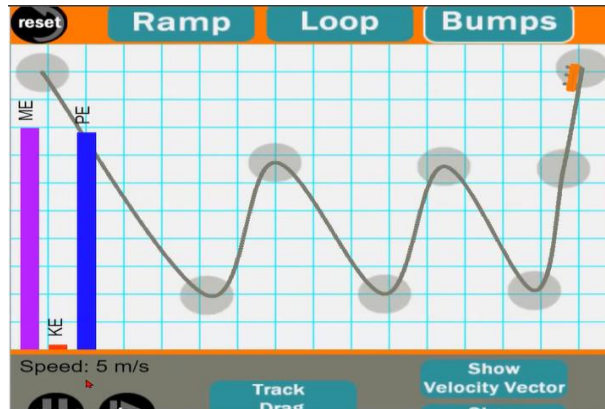 reset
Ramp
Loop
Bumps
ME
PE
KE
Speed: 5 m/s
Show
Velocity Vector
Track
Drag